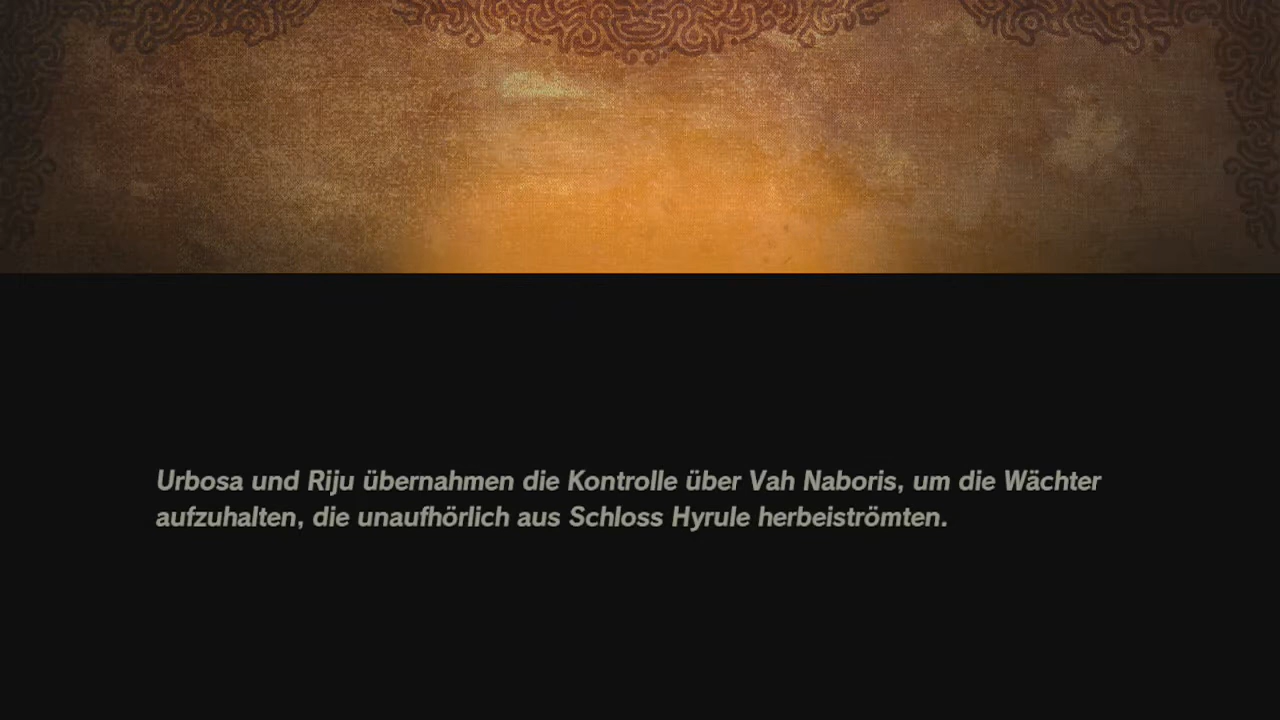 Urbosa und Riju übernahmen die Kontrolle über Vah Naboris, um die Wächter
aufzuhalten, die unaufhörlich aus Schloss Hyrule herbeiströmten.